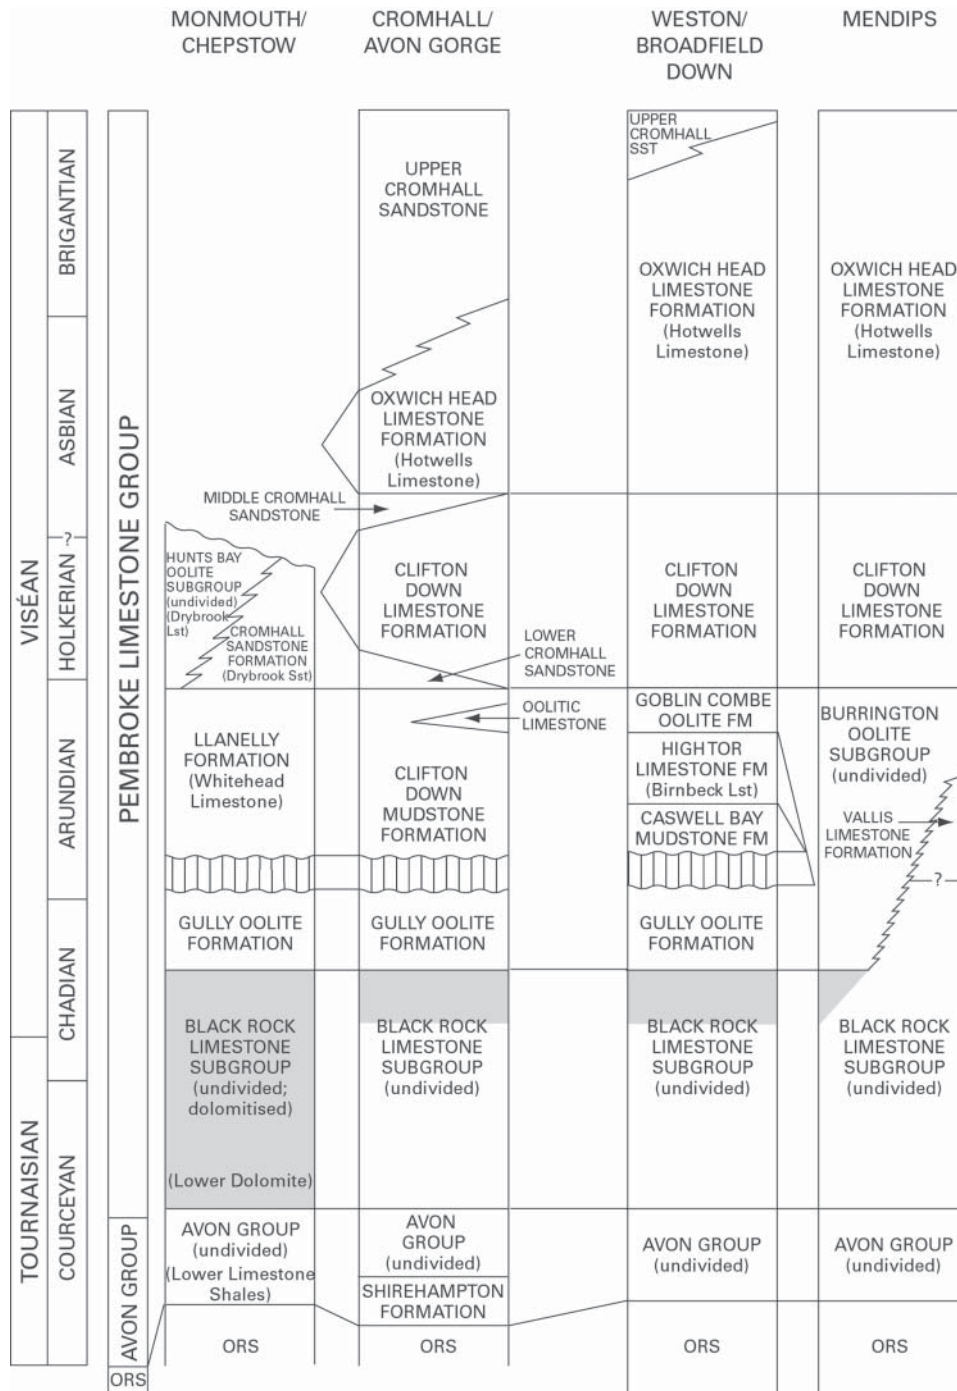 MONMOUTH/
CHEPSTOW
CROMHALL/
AVON GORGE
WESTON/
BROADFIELD
DOWN
MENDIPS
VISÉAN
TOURNAISIAN
BRIGANTIAN
ASBIAN
?
HOLKERIAN
ARUNDIAN
CHADIAN
COURCEYAN
PEMBROKE LIMESTONE GROUP
AVON GROUP
ORS
HUNTS BAY
OOLITE
SUBGROUP
(undivided)
(Drybrook
Lst)
CROMHALL
SANDSTONE
FORMATION
(Drybrook Sst)
LLANELLY
FORMATION
(Whitehead
Limestone)
GULLY OOLITE
FORMATION
BLACK ROCK
LIMESTONE
SUBGROUP
(undivided;
dolomitised)
(Lower Dolomite)
AVON GROUP
(undivided)
(Lower Limestone
Shales)
ORS
UPPER
CROMHALL
SANDSTONE
OXWICH HEAD
LIMESTONE
FORMATION
(Hotwells
Limestone)
MIDDLE CROMHALL
SANDSTONE
CLIFTON
DOWN
LIMESTONE
FORMATION
LOWER
CROMHALL
SANDSTONE
OOLITIC
LIMESTONE
CLIFTON
DOWN
MUDSTONE
FORMATION
GULLY OOLITE
FORMATION
BLACK ROCK
LIMESTONE
SUBGROUP
(undivided)
AVON
GROUP
(undivided)
SHIREHAMPTON
FORMATION
ORS
UPPER
CROMHALL
SST
OXWICH HEAD
LIMESTONE
FORMATION
(Hotwells
Limestone)
CLIFTON
DOWN
LIMESTONE
FORMATION
GOBLIN COMBE
OOLITE FM
HIGH TOR
LIMESTONE FM
(Birnbeck Lst)
CASWELL BAY
MUDSTONE FM
GULLY OOLITE
FORMATION
BLACK ROCK
LIMESTONE
SUBGROUP
(undivided)
AVON GROUP
(undivided)
ORS
OXWICH HEAD
LIMESTONE
FORMATION
(Hotwells
Limestone)
CLIFTON
DOWN
LIMESTONE
FORMATION
BURRINGTON
OOLITE
SUBGROUP
(undivided)
VALLIS
LIMESTONE
FORMATION
?
BLACK ROCK
LIMESTONE
SUBGROUP
(undivided)
AVON GROUP
(undivided)
ORS